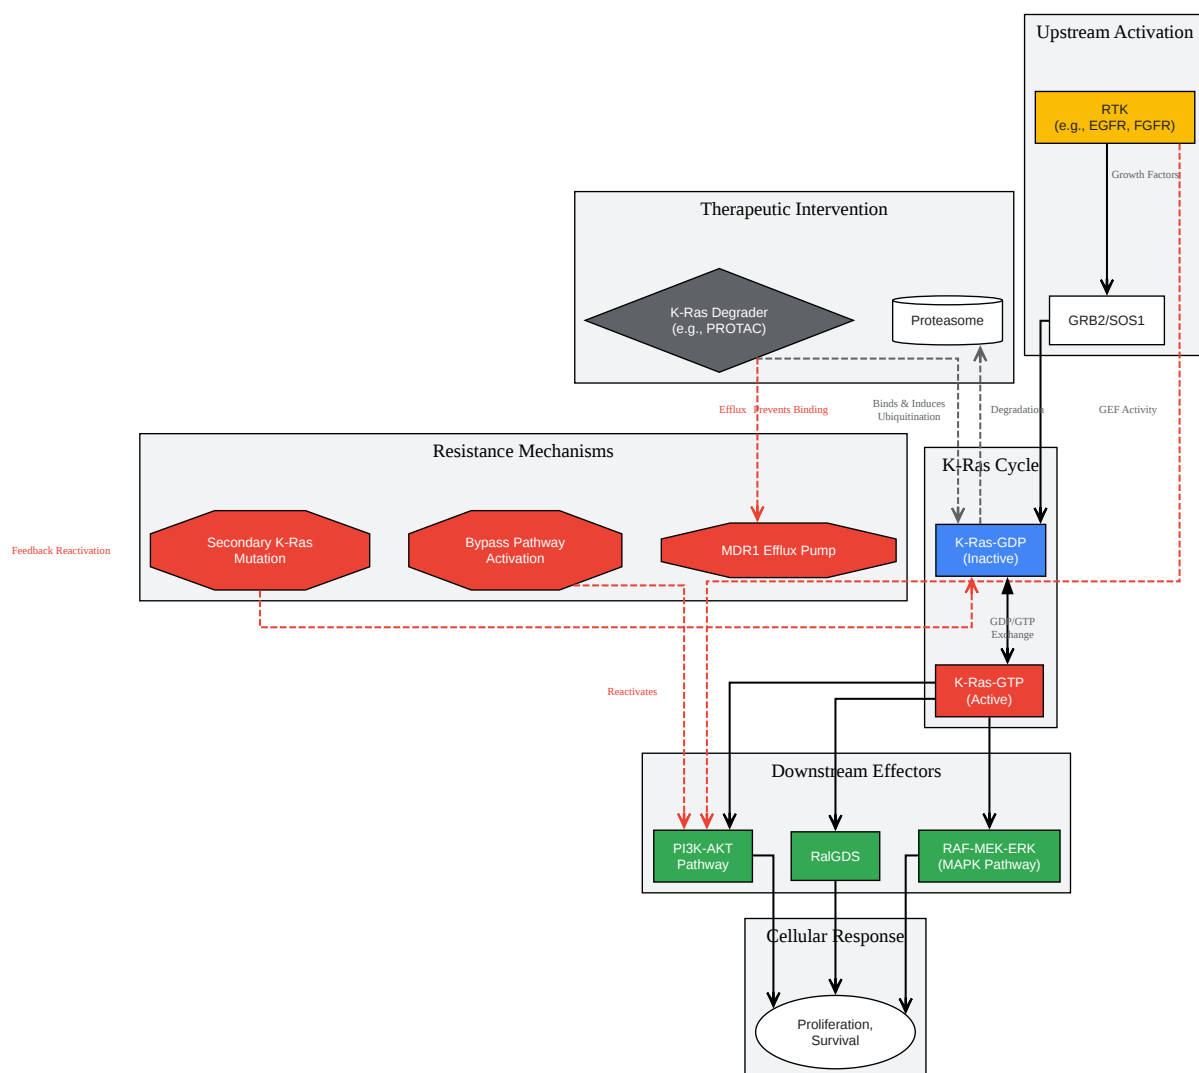 Upstream Activation
RTK
(e.g., EGFR, FGFR)
Growth Factors
Therapeutic Intervention
K-Ras Degrader
(e.g., PROTAC)
Proteasome
GRB2/SOS1
Efflux
Prevents Binding
Binds & Induces
Ubiquitination
Degradation
GEF Activity
Resistance Mechanisms
K-Ras Cycle
Secondary K-Ras
Mutation
Bypass Pathway
Activation
MDR1 Efflux Pump
K-Ras-GDP
(Inactive)
Feedback Reactivation
GDP/GTP
Exchange
Reactivates
K-Ras-GTP
(Active)
Downstream Effectors
PI3K-AKT
Pathway
RalGDS
RAF-MEK-ERK
(MAPK Pathway)
Cellular Response
Proliferation,
Survival